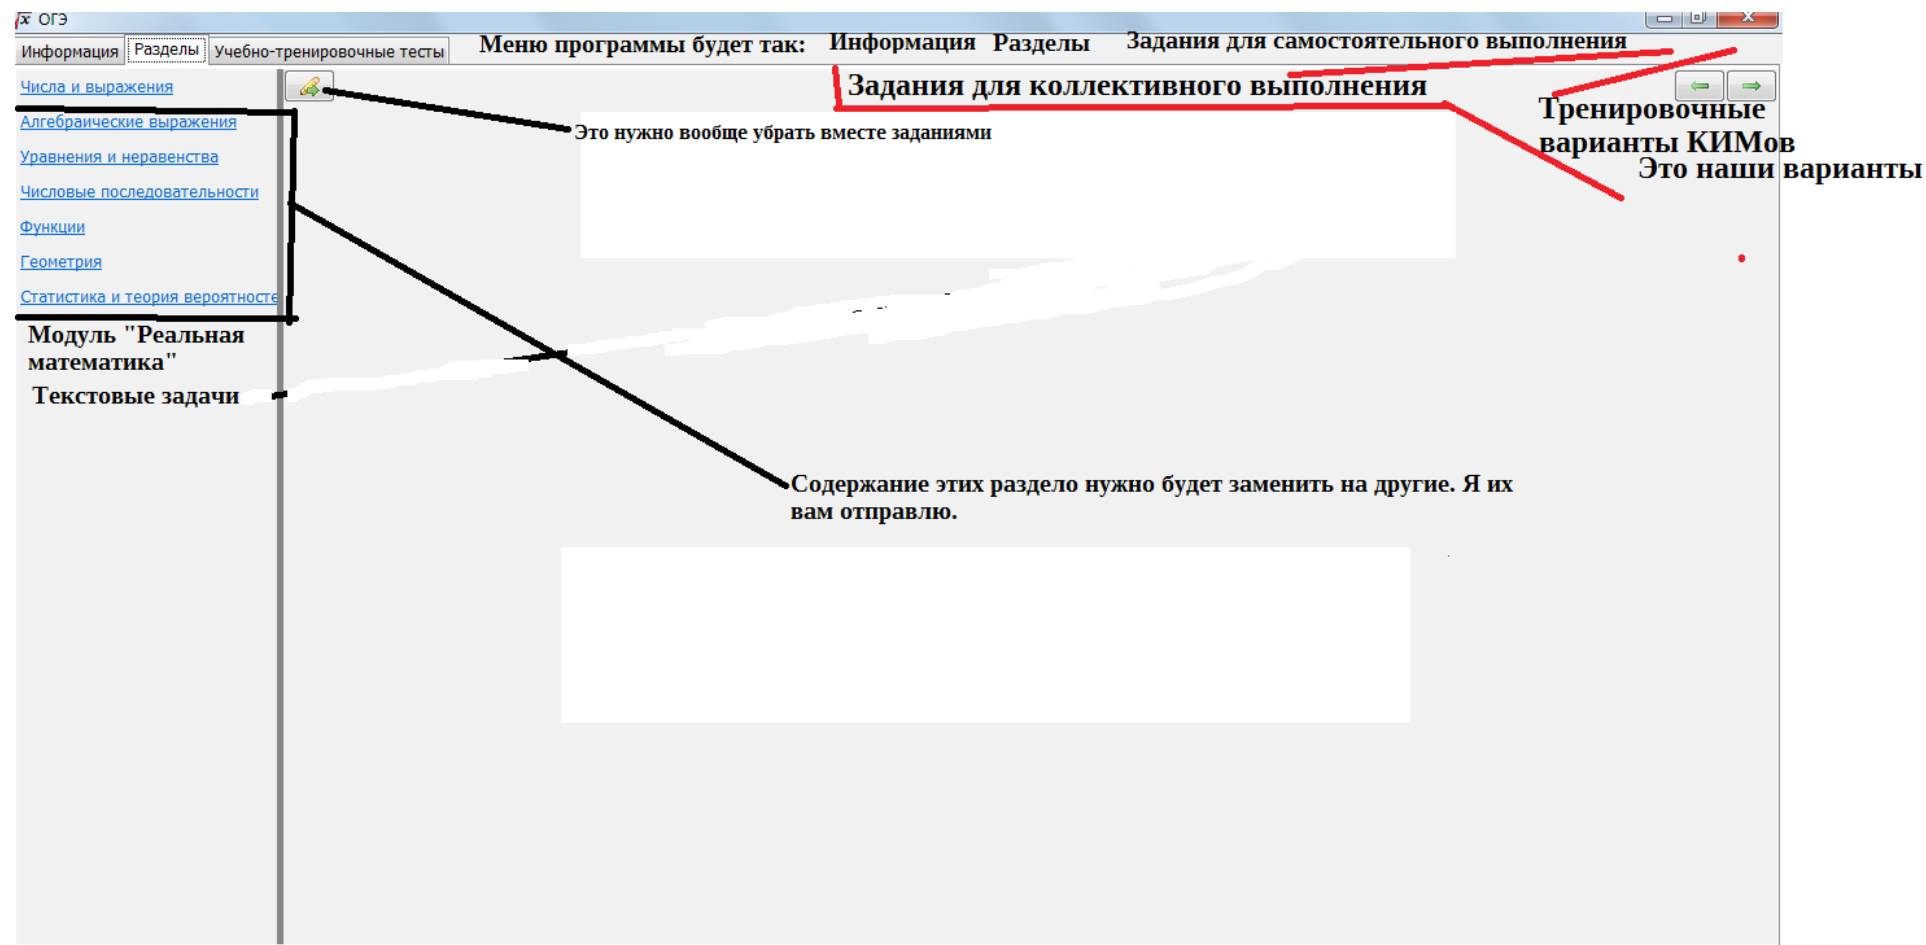 √x ОГЭ
Информация Разделы Учебно-тренировочные тесты Меню программы будет так: Информация Разделы Задания для самостоятельного выполнения
Числа и выражения
Задания для коллективного выполнения
Алгебраические выражения
Тренировочные
варианты КИМов
Это нужно вообще убрать вместе заданиями
Это наши варианты
Уравнения и неравенства
Числовые последовательности
Функции
Геометрия
Статистика и теория вероятносте
Модуль "Реальная
математика"
Текстовые задачи
Содержание этих раздело нужно будет заменить на другие. Я их
вам отправлю.